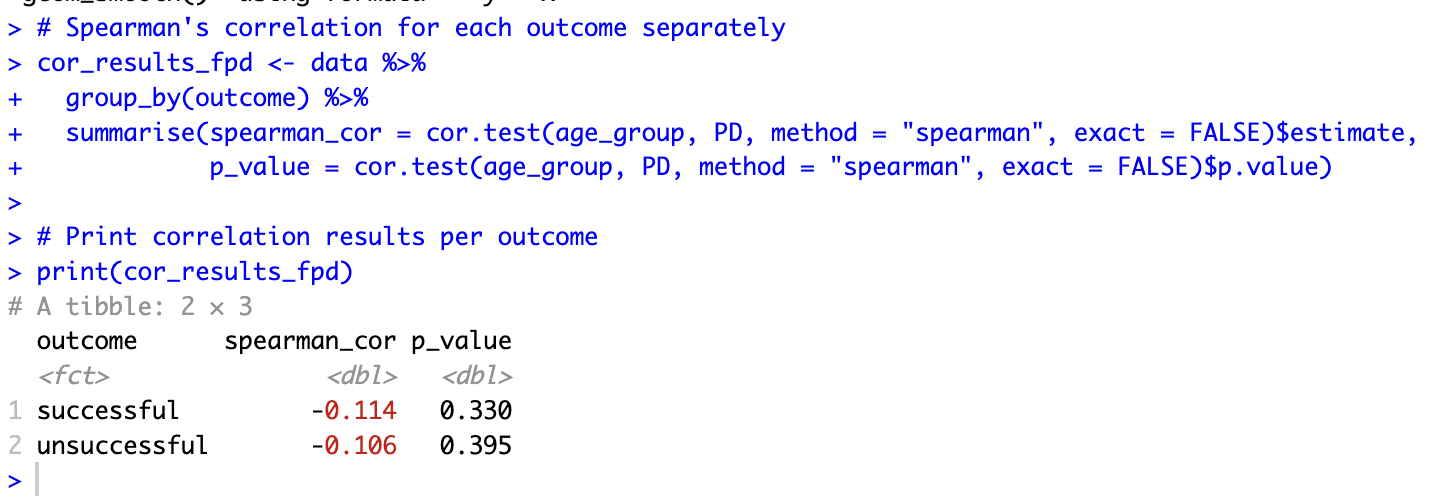 > # Spearman's correlation for each outcome separately
> cor_results_fpd <- data %>%
+   group_by(outcome) %>%
+   summarise(spearman_cor = cor.test(age_group, PD, method = "spearman", exact = FALSE)$estimate,
+             p_value = cor.test(age_group, PD, method = "spearman", exact = FALSE)$p.value)
>
> # Print correlation results per outcome
> print(cor_results_fpd)
# A tibble: 2 × 3
  outcome      spearman_cor p_value
  <fct>               <dbl>   <dbl>
1 successful         -0.114   0.330
2 unsuccessful       -0.106   0.395
>